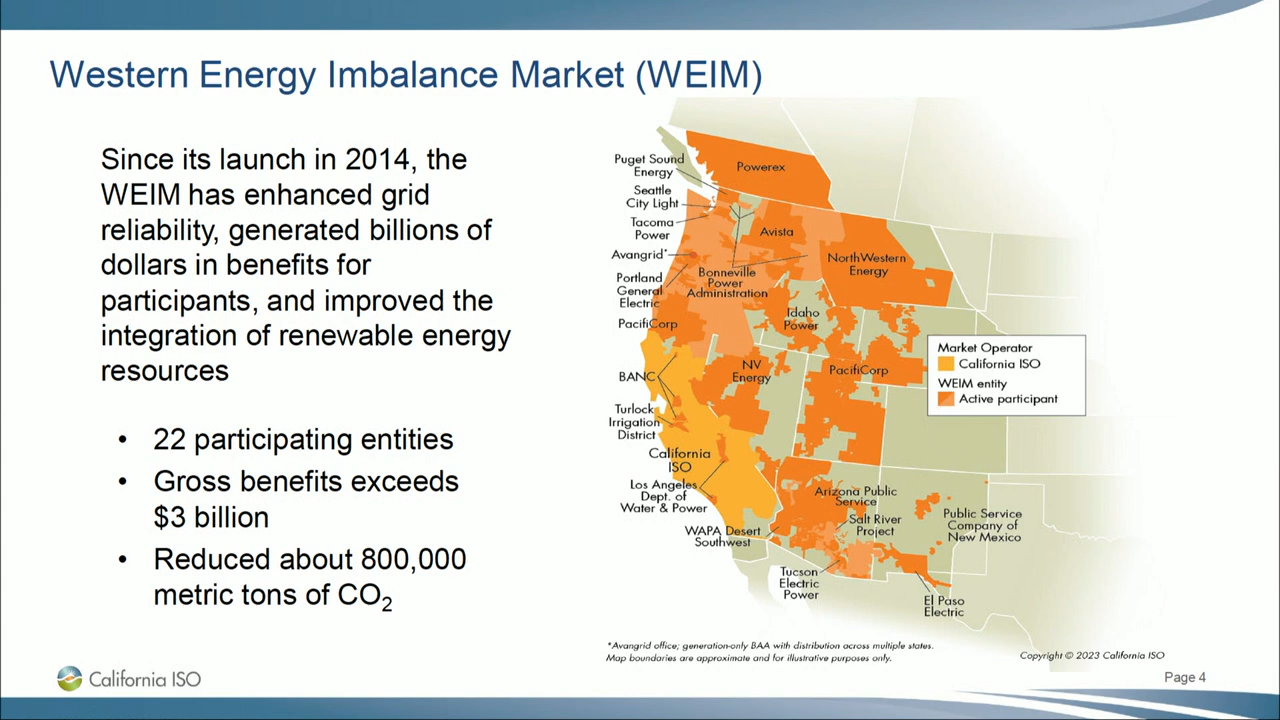 Western Energy Imbalance Market (WEIM)
Since its launch in 2014, the
WEIM has enhanced grid
reliability, generated billions of
dollars in benefits for
participants, and improved the
integration of renewable energy
resources
• 22 participating entities
• Gross benefits exceeds
$3 billion
• Reduced about 800,000
metric tons of CO₂
Puget Sound
Energy
Powerex
Seattle
City Light
Tacoma
Power
Avista
Avangrid*
NorthWestern
Energy
Portland
General
Electric
Bonneville
Power
Administration
PacifiCorp
Idaho
Power
BANC
NV
Energy
PacifiCorp
Market Operator
California ISO
WEIM entity
Active participant
Turlock
Irrigation
District
California
ISO
Los Angeles
Dept. of
Water & Power
Arizona Public
Service
Salt River
Project
Public Service
Company of
New Mexico
WAPA Desert
Southwest
Tucson
Electric
Power
El Paso
Electric
*Avangrid office; generation-only BAA with distribution across multiple states.
Map boundaries are approximate and for illustrative purposes only.
Copyright © 2023 California ISO
California ISO
Page 4